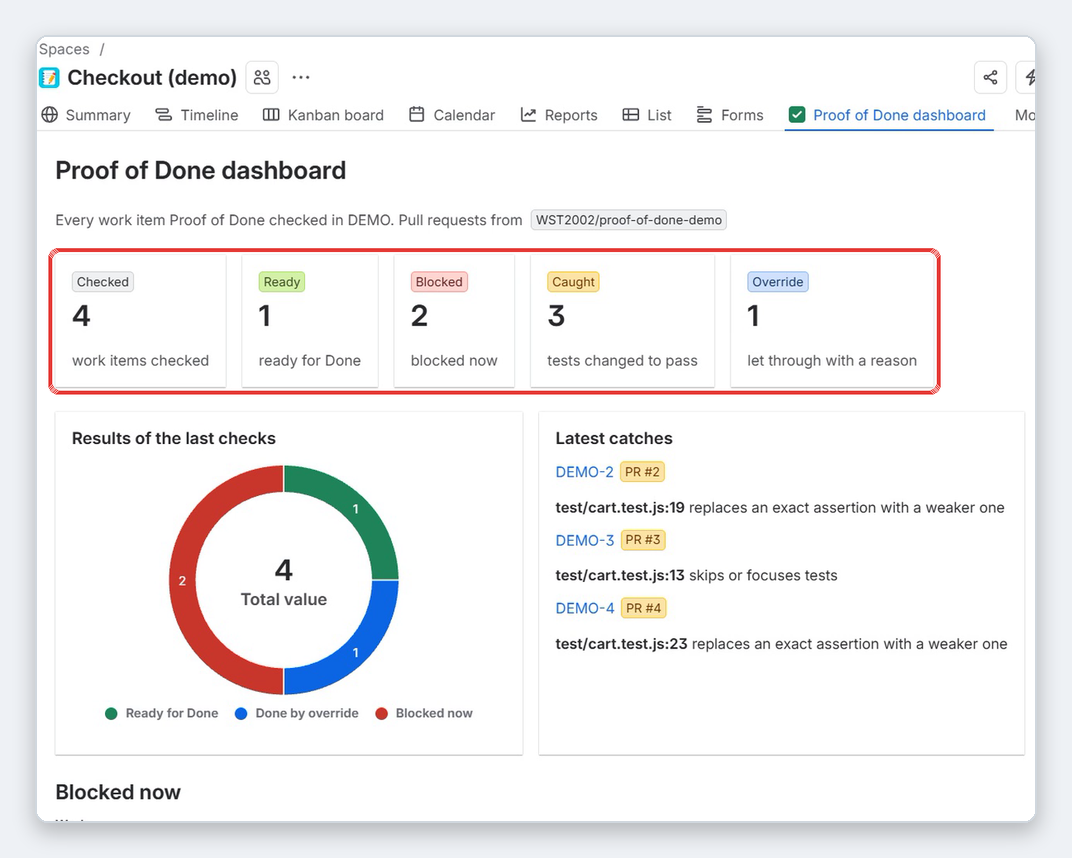 Spaces /
Checkout (demo)
Summary Timeline Kanban board Calendar Reports List Forms Proof of Done dashboard Mo
Proof of Done dashboard
Every work item Proof of Done checked in DEMO. Pull requests from WST2002/proof-of-done-demo
Checked Ready Blocked Caught Override
4 1 2 3 1
work items checked ready for Done blocked now tests changed to pass let through with a reason
Results of the last checks
1
2
4
Total value
1
Ready for Done Done by override Blocked now
Latest catches
DEMO-2 PR #2
test/cart.test.js:19 replaces an exact assertion with a weaker one
DEMO-3 PR #3
test/cart.test.js:13 skips or focuses tests
DEMO-4 PR #4
test/cart.test.js:23 replaces an exact assertion with a weaker one
Blocked now